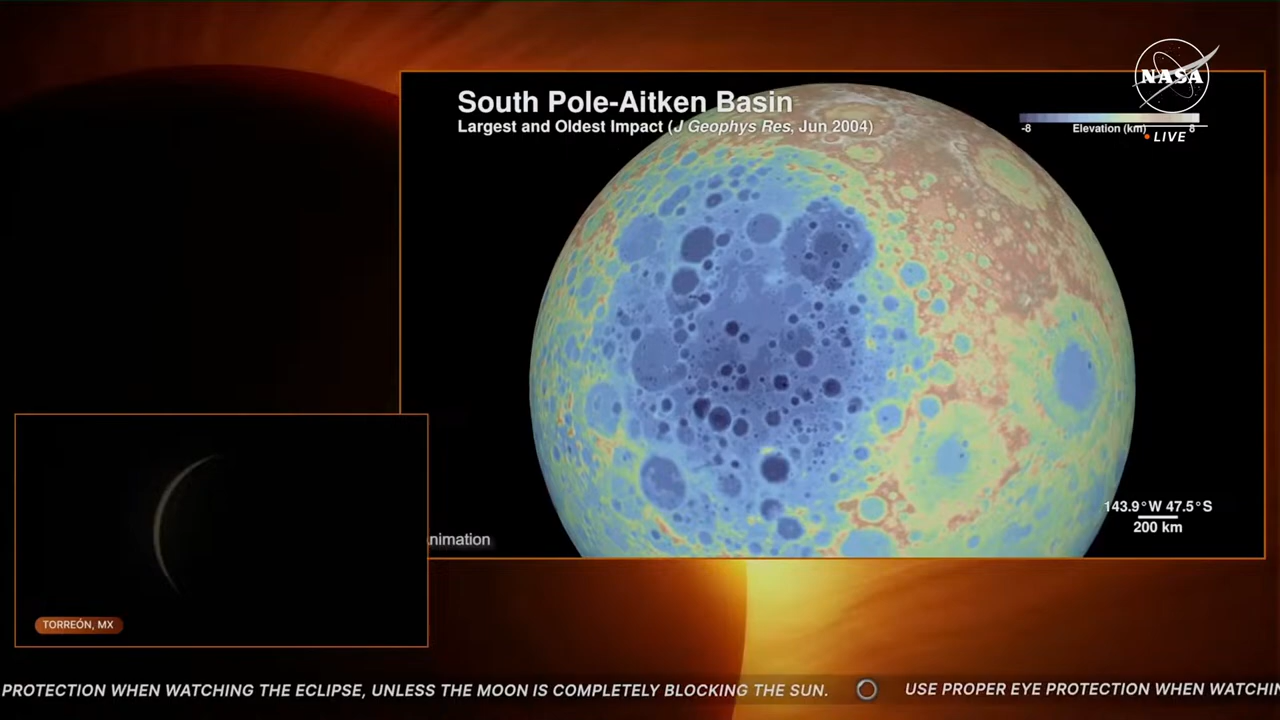 South Pole-Aitken Basin
Largest and Oldest Impact (J Geophys Res, Jun 2004)
NASA
-8 Elevation (km) 8
LIVE
143.9°W 47.5°S
200 km
nimation
TORREÓN, MX
PROTECTION WHEN WATCHING THE ECLIPSE, UNLESS THE MOON IS COMPLETELY BLOCKING THE SUN. USE PROPER EYE PROTECTION WHEN WATCHIN